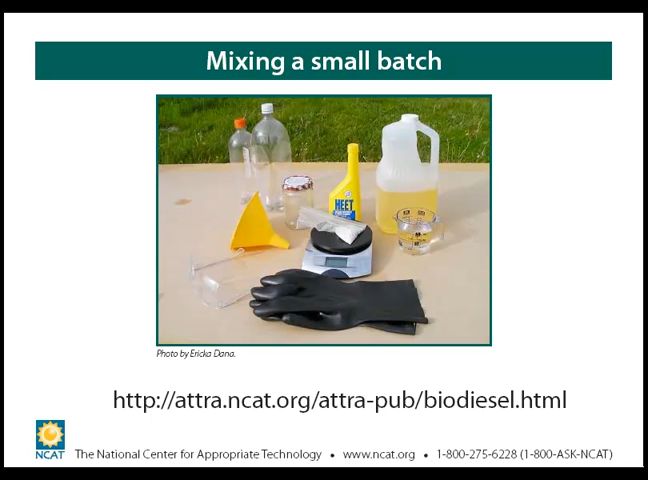 Mixing a small batch
HEET
Photo by Ericka Dana.
http://attra.ncat.org/attra-pub/biodiesel.html
NCAT
The National Center for Appropriate Technology • www.ncat.org • 1-800-275-6228 (1-800-ASK-NCAT)